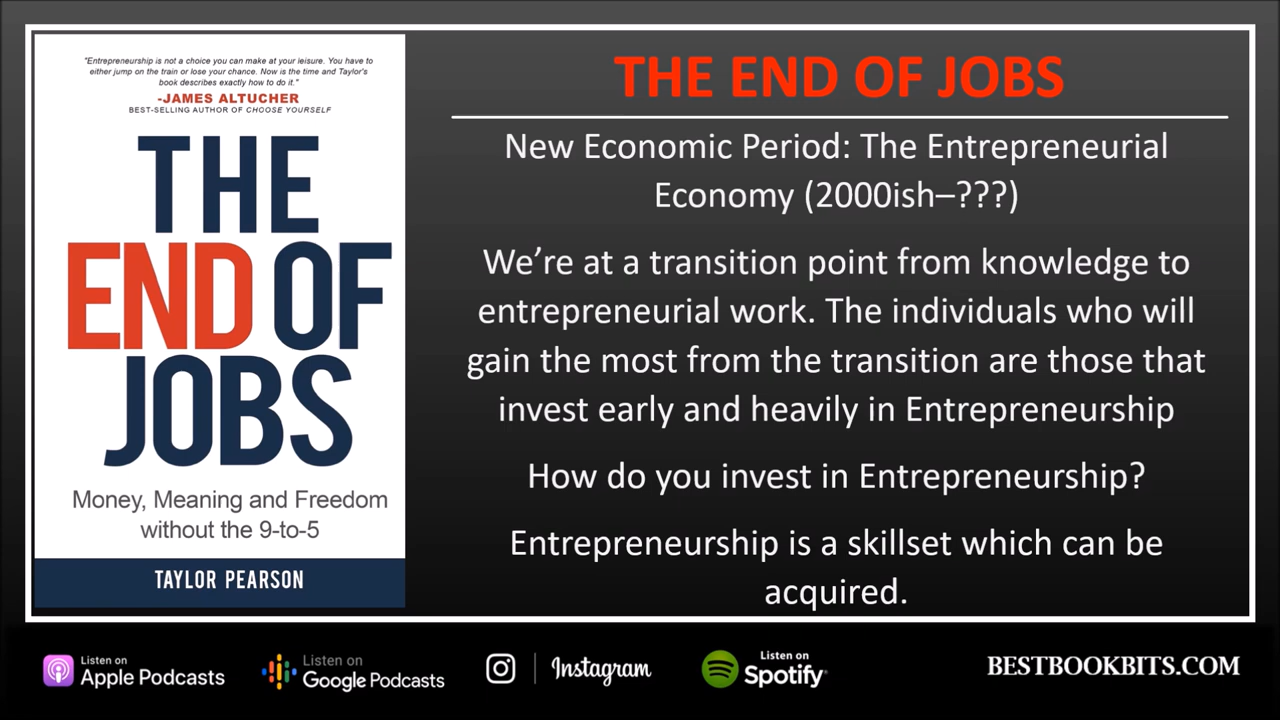 "Entrepreneurship is not a choice you can make at your leisure. You have to
either jump on the train or lose your chance. Now is the time and Taylor's
book describes exactly how to do it."
-JAMES ALTUCHER
BEST-SELLING AUTHOR OF CHOOSE YOURSELF
THE
END OF
JOBS
Money, Meaning and Freedom
without the 9-to-5
TAYLOR PEARSON
THE END OF JOBS
New Economic Period: The Entrepreneurial
Economy (2000ish–???)
We’re at a transition point from knowledge to
entrepreneurial work. The individuals who will
gain the most from the transition are those that
invest early and heavily in Entrepreneurship
How do you invest in Entrepreneurship?
Entrepreneurship is a skillset which can be
acquired.
Listen on
Apple Podcasts
Listen on
Google Podcasts
Instagram
Listen on
Spotify
BESTBOOKBITS.COM